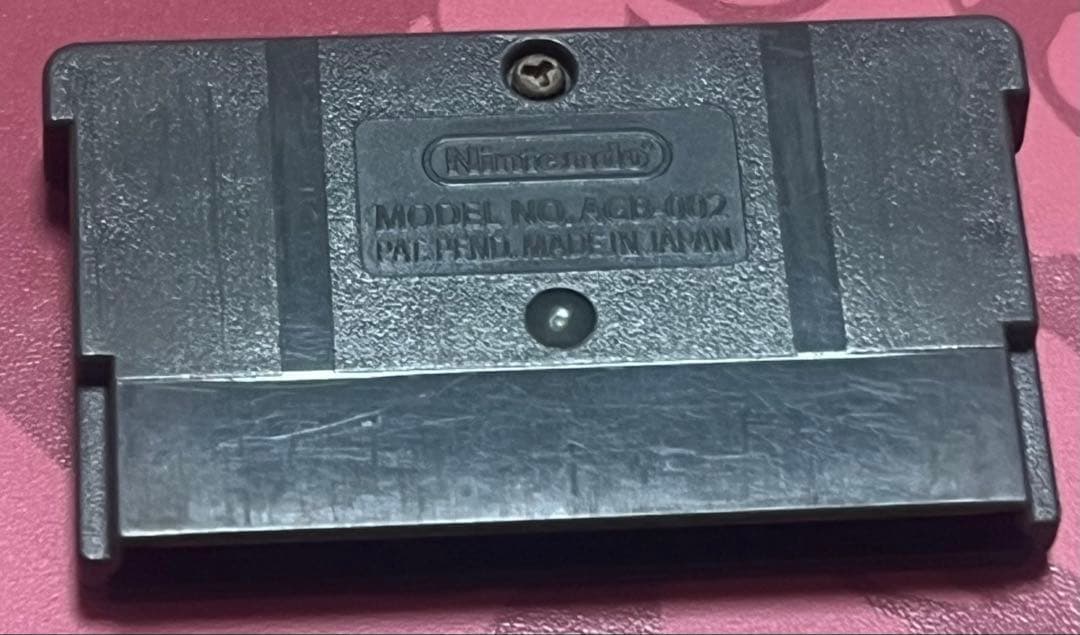 Nintendo®
MODEL NO. AGB-002
PAT. PEND. MADE IN JAPAN